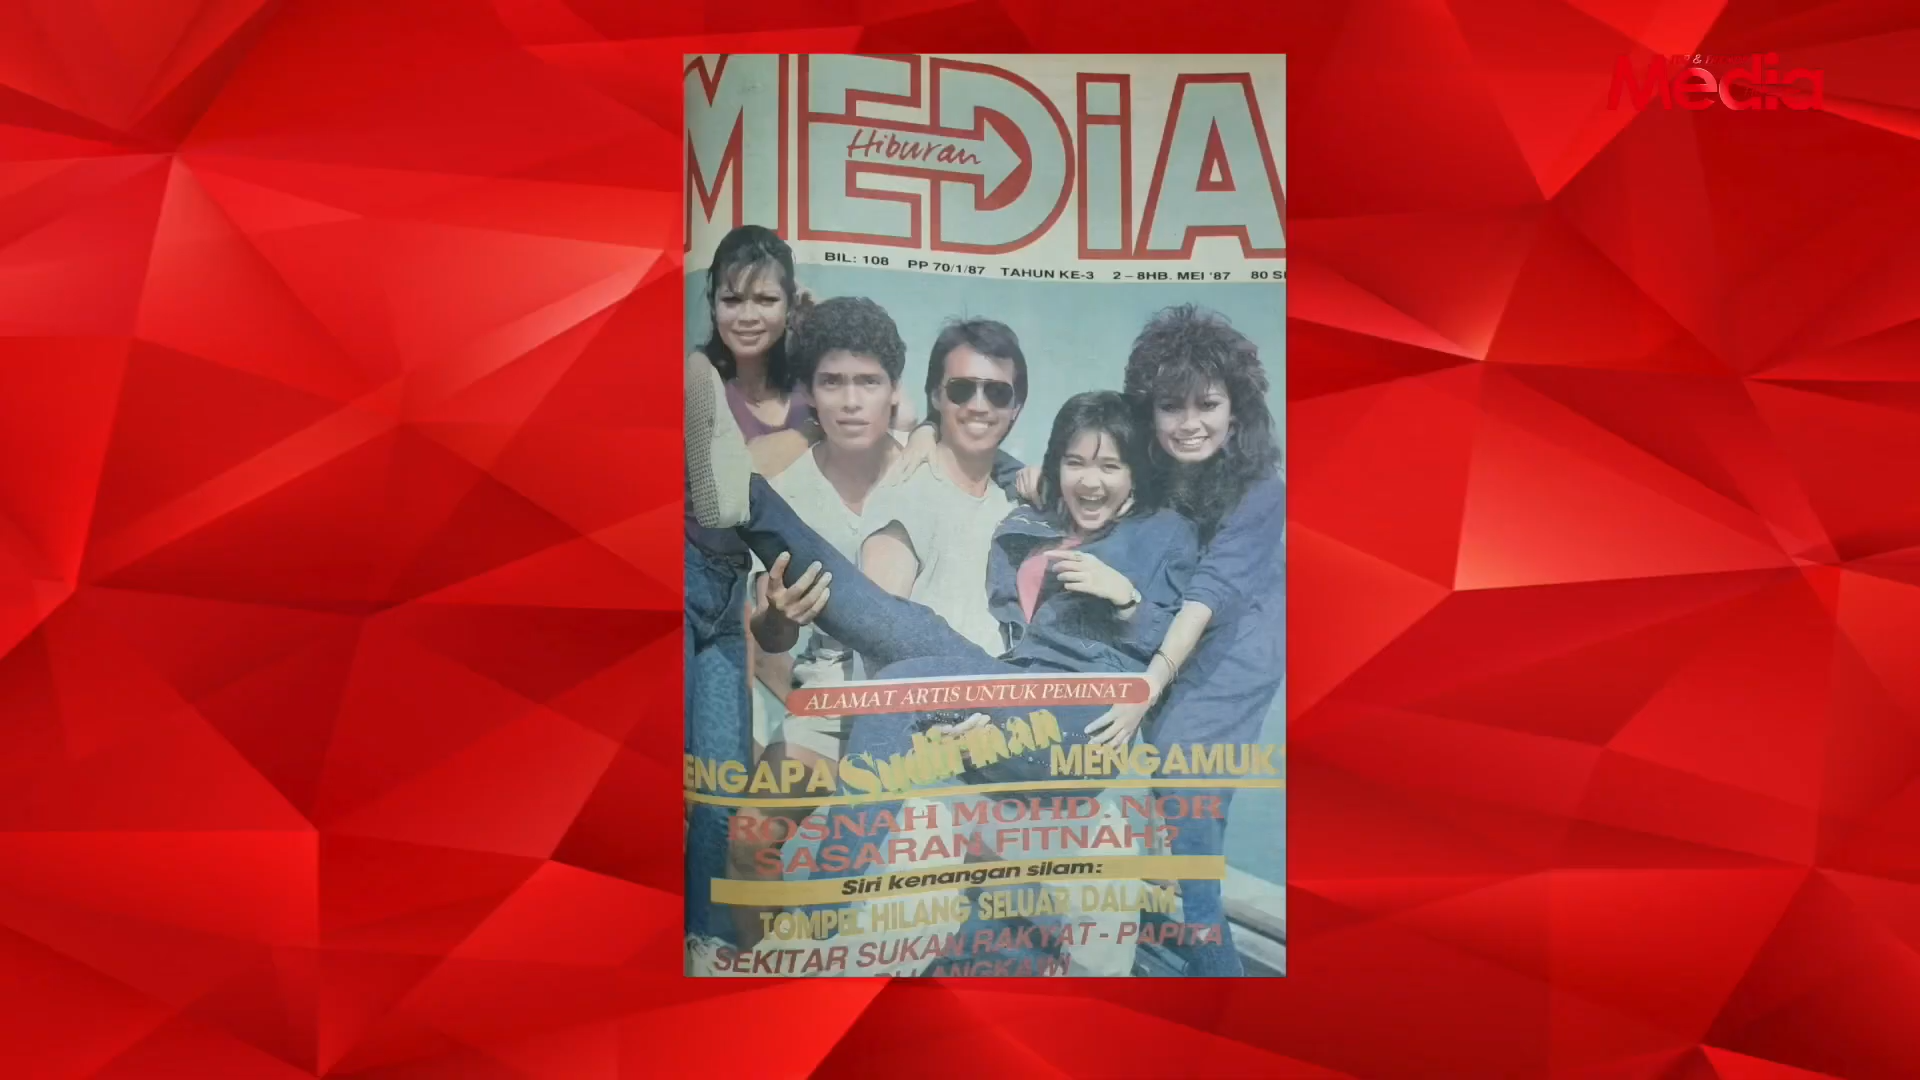 Media
MEDiA
Hiburan
BIL: 108 PP 70/1/87 TAHUN KE-3 2 – 8HB. MEI '87 80 SE
ALAMAT ARTIS UNTUK PEMINAT
ENGAPA Sudirman MENGAMUK?
ROSNAH MOHD. NOR
SASARAN FITNAH?
Siri kenangan silam:
TOMPEL HILANG SELUAR DALAM
SEKITAR SUKAN RAKYAT - PAPITA